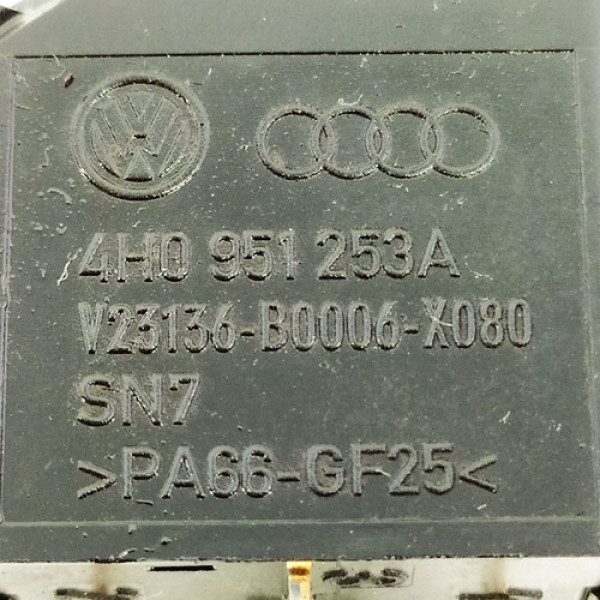 4H0 951 253A
V23136-B0006-X080
SN7
>PA66-GF25<